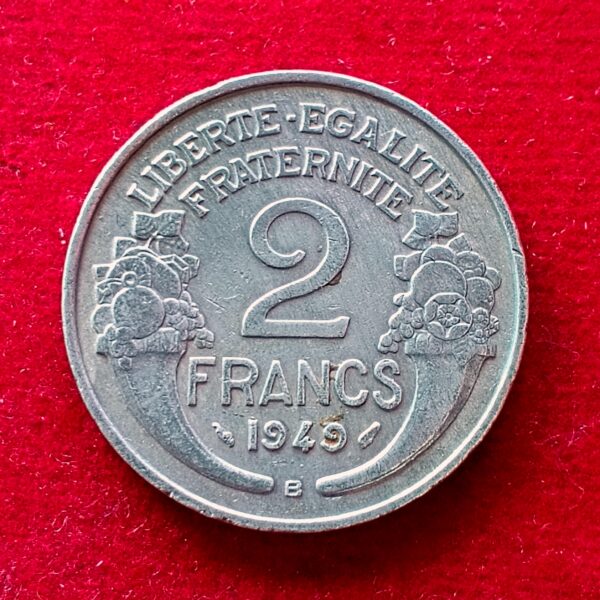 LIBERTE·EGALITE
FRATERNITE
2
FRANCS
1949
B